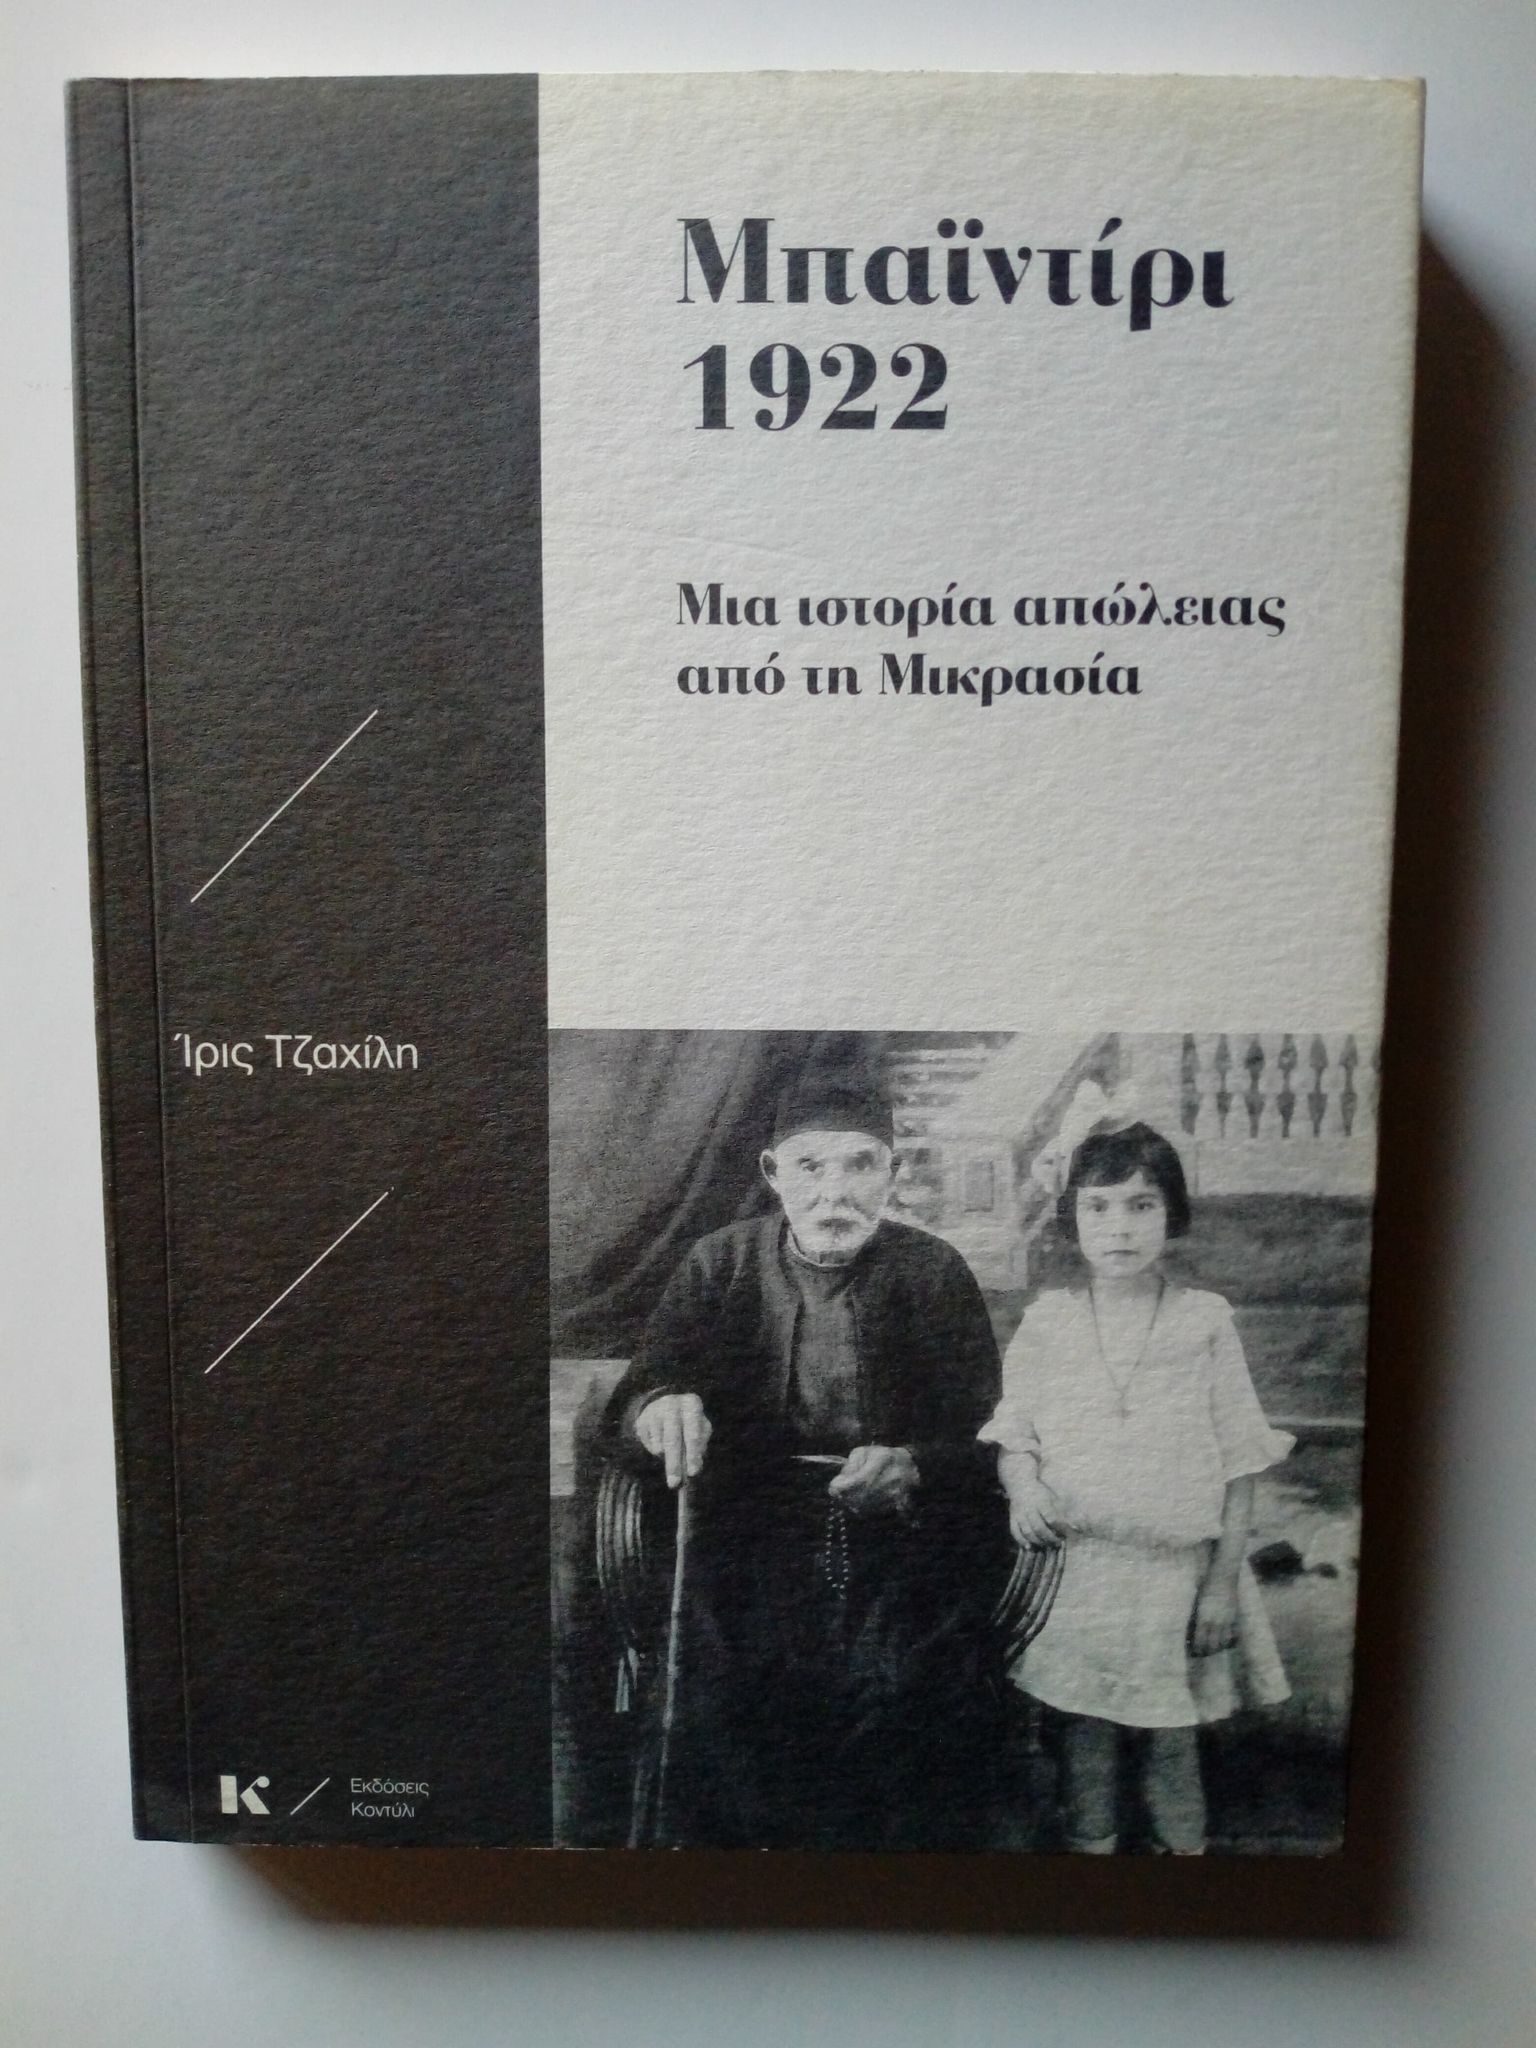 Μπαϊντίρι
1922
Μια ιστορία απώλειας
από τη Μικρασία
Ίρις Τζαχίλη
Κ
Εκδόσεις
Κοντύλι